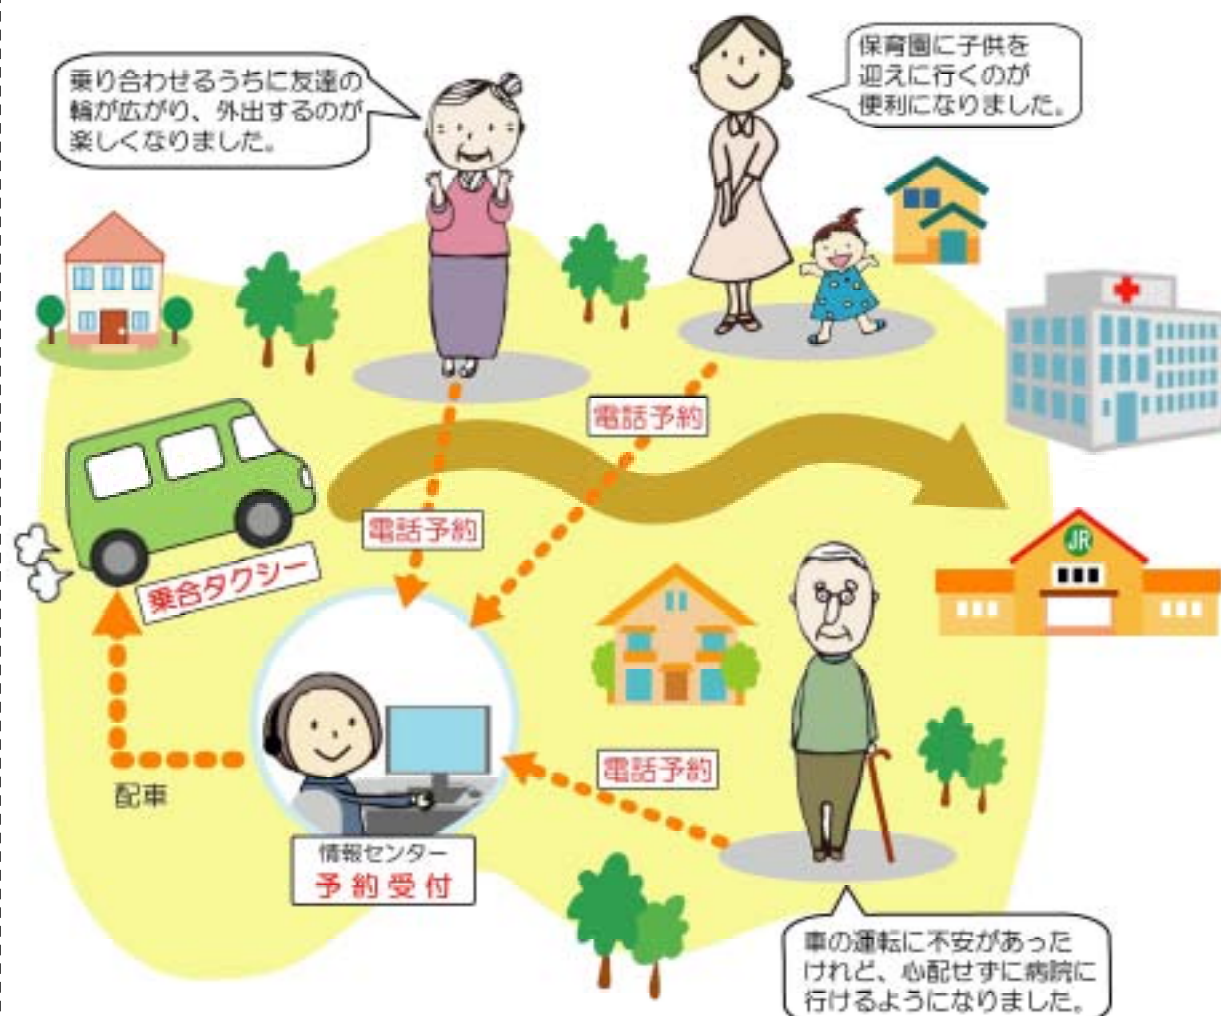 乗り合わせるうちに友達の
輪が広がり、外出するのが
楽しくなりました。
保育園に子供を
迎えに行くのが
便利になりました。
電話予約
電話予約
乗合タクシー
JR
電話予約
配車
情報センター
予約受付
車の運転に不安があった
けれど、心配せずに病院に
行けるようになりました。